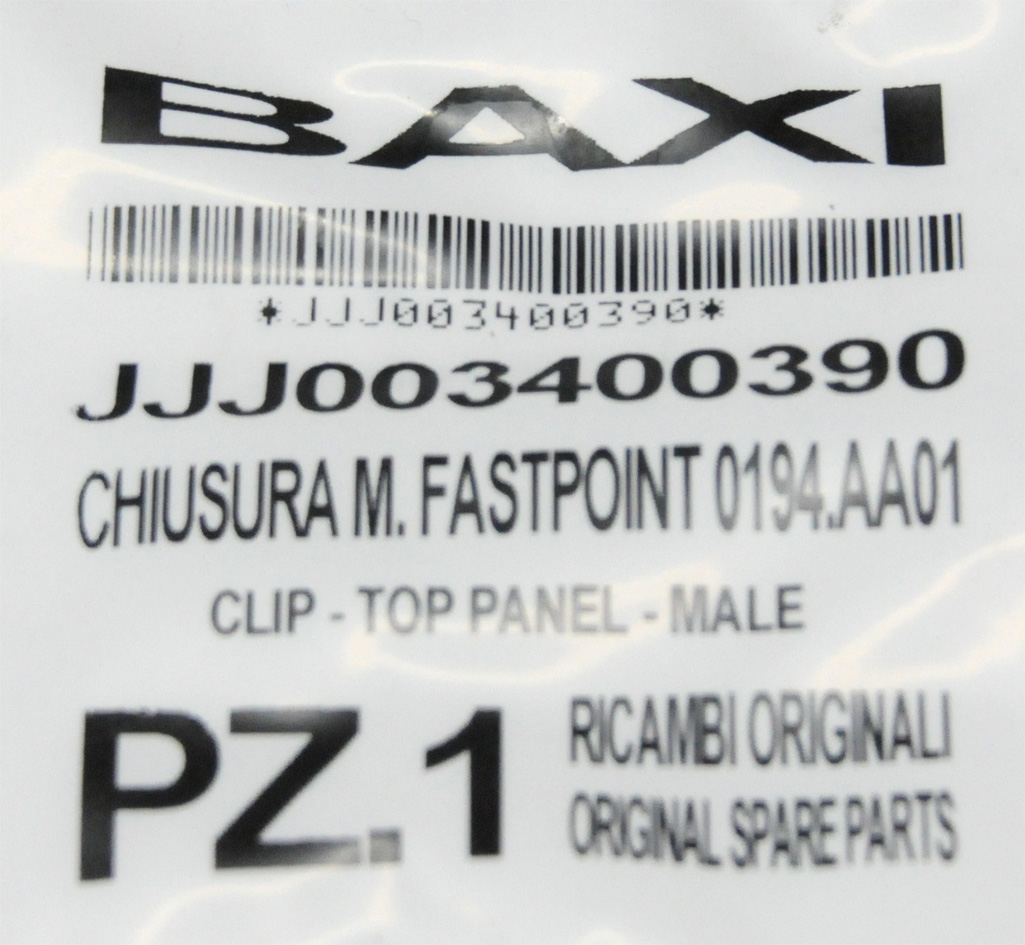 BAXI
*JJJ003400390*
JJJ003400390
CHIUSURA M. FASTPOINT 0194.AA01
CLIP - TOP PANEL - MALE
PZ.1
RICAMBI ORIGINALI
ORIGINAL SPARE PARTS